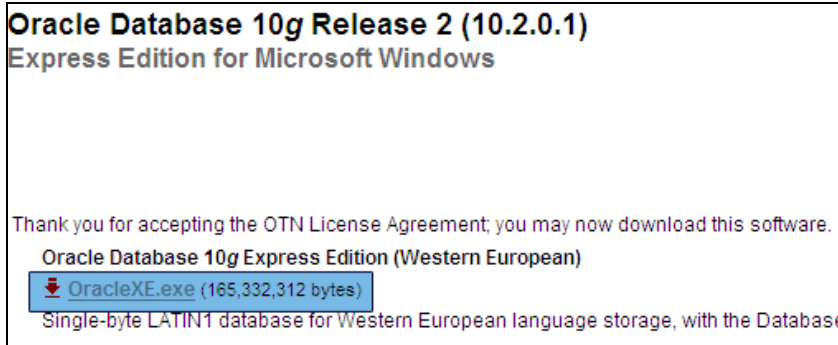 Oracle Database 10g Release 2 (10.2.0.1)
Express Edition for Microsoft Windows
Thank you for accepting the OTN License Agreement; you may now download this software.
Oracle Database 10g Express Edition (Western European)
OracleXE.exe (165,332,312 bytes)
Single-byte LATIN1 database for Western European language storage, with the Database